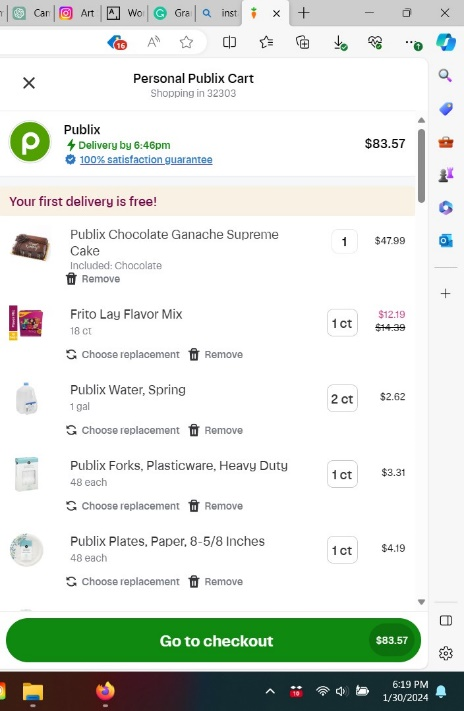 Can
Art
Wo
Gra
inst
16
Personal Publix Cart
Shopping in 32303
Publix
Delivery by 6:46pm
100% satisfaction guarantee
$83.57
Your first delivery is free!
Publix Chocolate Ganache Supreme
Cake
Included: Chocolate
Remove
1
$47.99
Frito Lay Flavor Mix
18 ct
1 ct
$12.19
$14.39
Choose replacement Remove
Publix Water, Spring
1 gal
2 ct
$2.62
Choose replacement Remove
Publix Forks, Plasticware, Heavy Duty
48 each
1 ct
$3.31
Choose replacement Remove
Publix Plates, Paper, 8-5/8 Inches
48 each
1 ct
$4.19
Choose replacement Remove
Go to checkout
$83.57
6:19 PM
1/30/2024